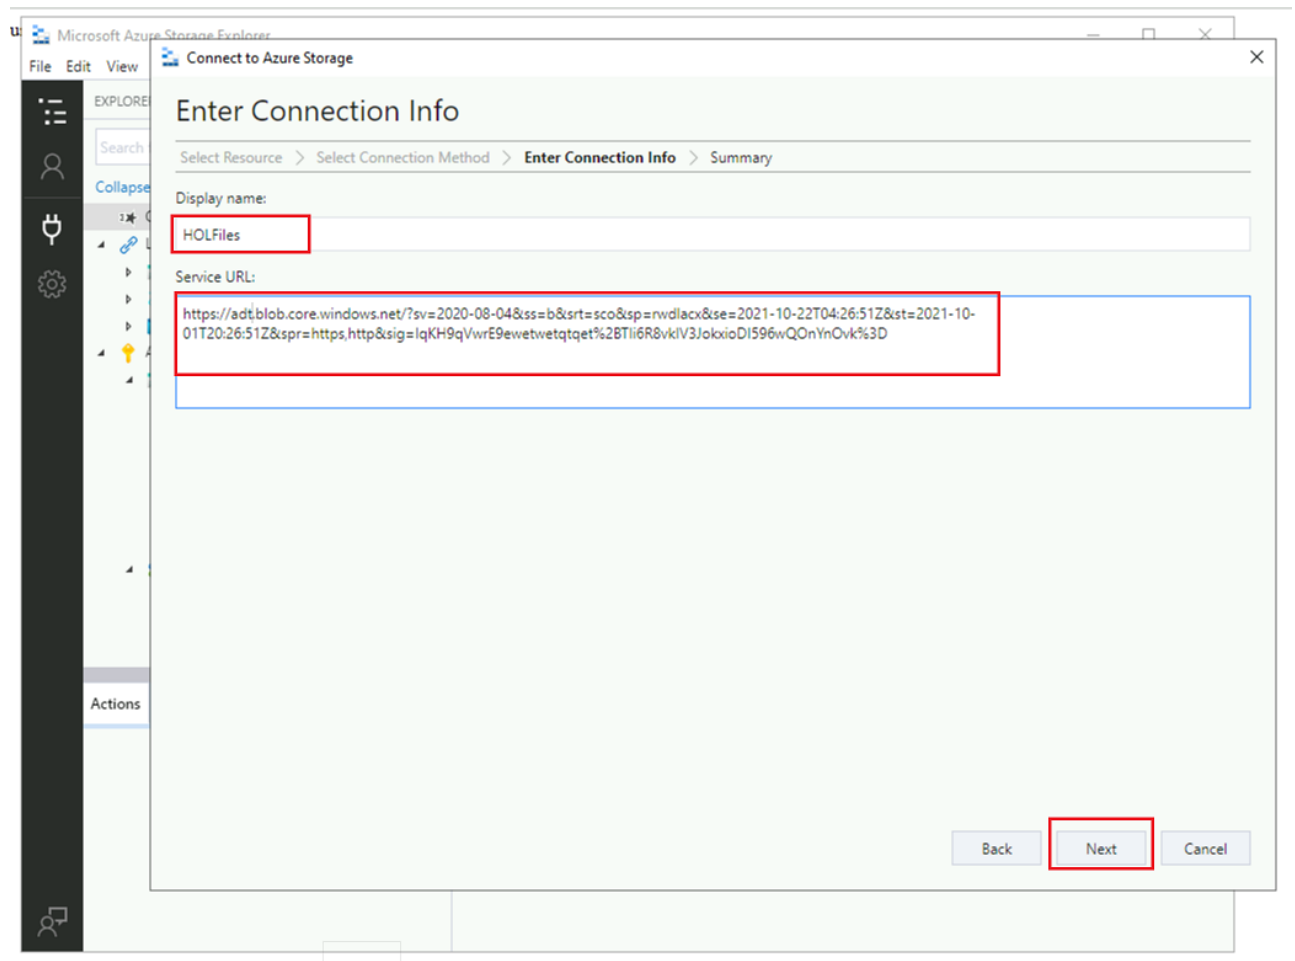 Microsoft Azure Storage Explorer
File Edit View
Connect to Azure Storage
EXPLORE
Enter Connection Info
Search
Select Resource > Select Connection Method > Enter Connection Info > Summary
Collapse
Display name:
HOLFiles
Service URL:
https://adt.blob.core.windows.net/?sv=2020-08-04&ss=b&srt=sco&sp=rwdlacx&se=2021-10-22T04:26:51Z&st=2021-10-
01T20:26:51Z&spr=https,http&sig=IqKH9qVwrE9ewetwetqtqet%2BTli6R8vklV3JokxioDI596wQOnYnOvk%3D
Actions
Back
Next
Cancel